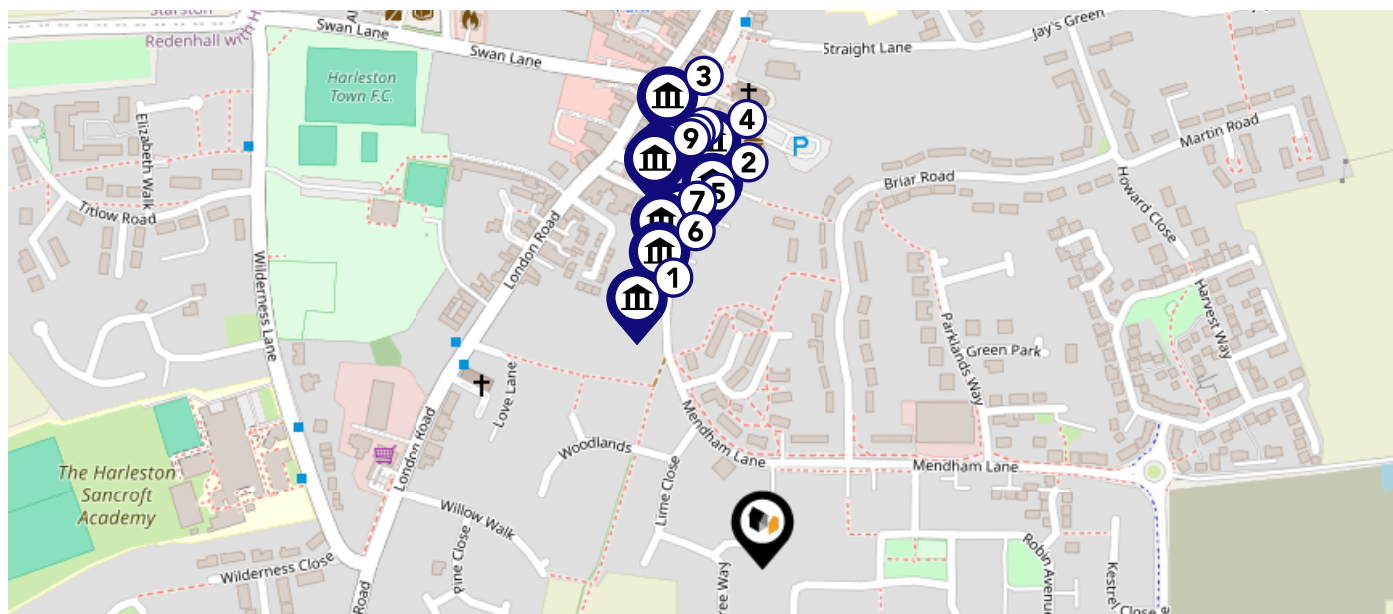 Starston
Redenhall with H
Swan Lane
Swan Lane
Straight Lane
Jay's Green
Harleston
Town F.C.
3
4
9
2
5
7
6
1
P
Elizabeth Walk
Titlow Road
Wilderness Lane
London Road
Briar Road
Martin Road
Howard Close
Harvest Way
Parklands Way
Green Park
Love Lane
London Road
Woodlands
Mendham Lane
Mendham Lane
Lime Close
The Harleston
Sancroft
Academy
Willow Walk
Pine Close
Wilderness Close
Road
ree Way
Robin Avenue
Kestrel Close